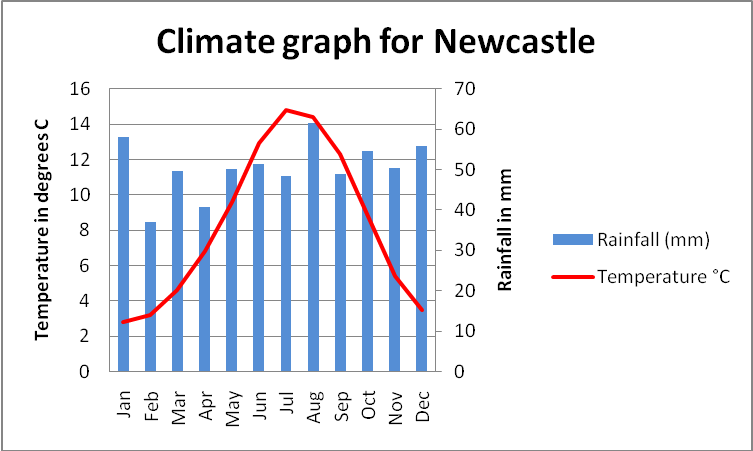 Climate graph for Newcastle
Temperature in degrees C
16
14
12
10
8
6
4
2
0
70
60
50
40
30
20
10
0
Rainfall in mm
Jan
Feb
Mar
Apr
May
Jun
Jul
Aug
Sep
Oct
Nov
Dec
Rainfall (mm)
Temperature °C